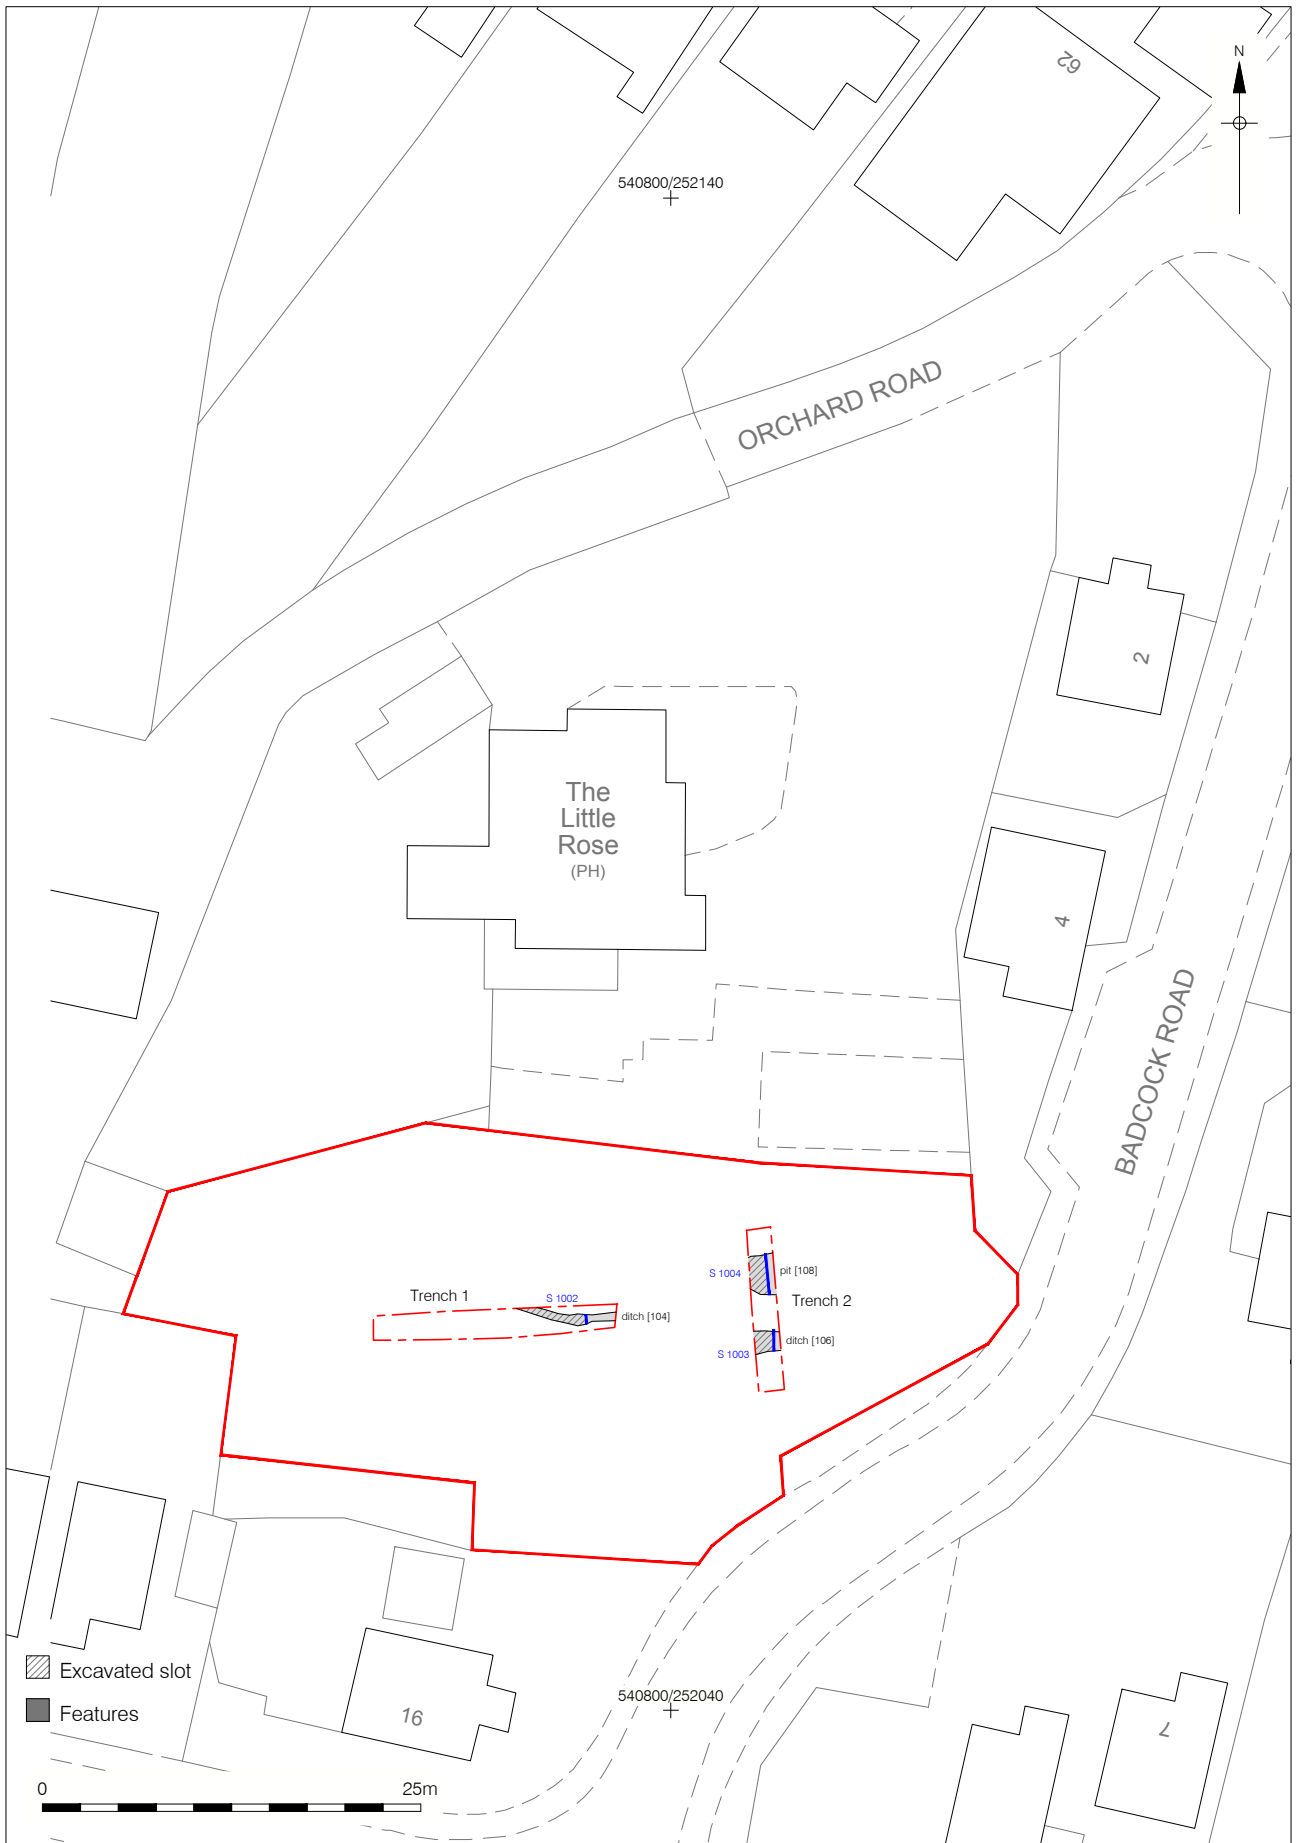 62
N
540800/252140
ORCHARD ROAD
2
The
Little
Rose
(PH)
4
BADCOCK ROAD
S 1004
pit [108]
Trench 1
S 1002
Trench 2
ditch [104]
ditch [106]
S 1003
Excavated slot
540800/252040
Features
16
7
0
25m